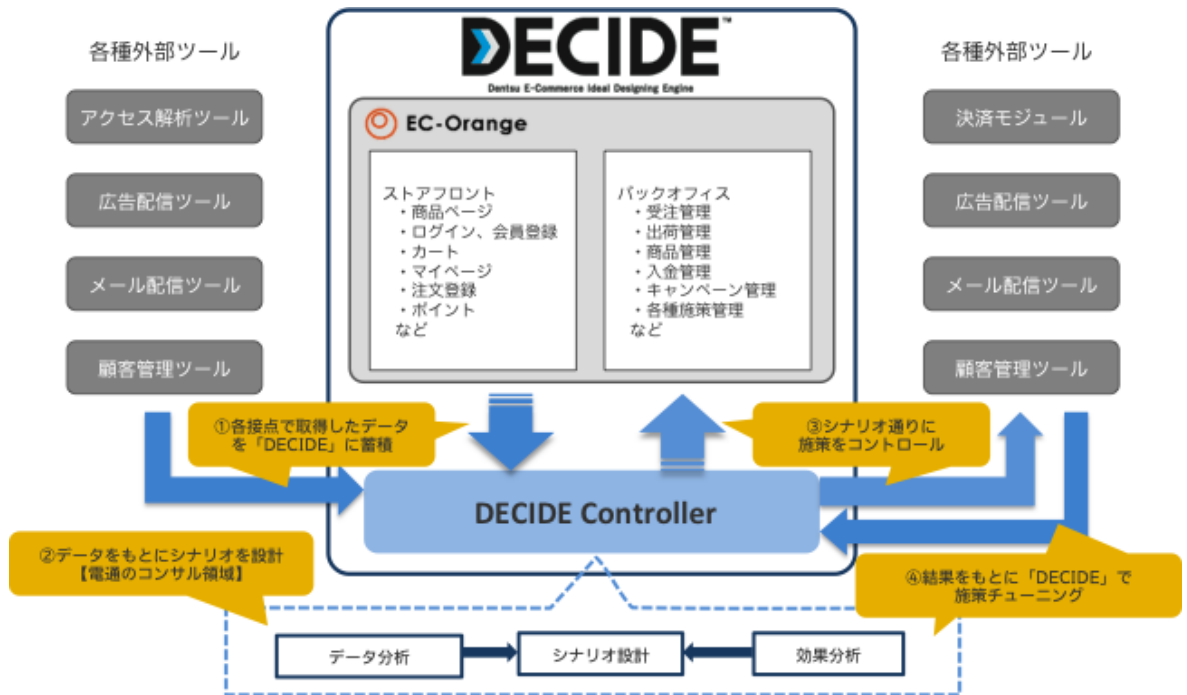 DECIDE™
Dentsu E-Commerce Ideal Designing Engine
各種外部ツール
アクセス解析ツール
広告配信ツール
メール配信ツール
顧客管理ツール
EC-Orange
ストアフロント
・商品ページ
・ログイン、会員登録
・カート
・マイページ
・注文登録
・ポイント
など
バックオフィス
・受注管理
・出荷管理
・商品管理
・入金管理
・キャンペーン管理
・各種施策管理
など
各種外部ツール
決済モジュール
広告配信ツール
メール配信ツール
顧客管理ツール
①各接点で取得したデータ
を「DECIDE」に蓄積
③シナリオ通りに
施策をコントロール
DECIDE Controller
②データをもとにシナリオを設計
【電通のコンサル領域】
④結果をもとに「DECIDE」で
施策チューニング
データ分析
シナリオ設計
効果分析